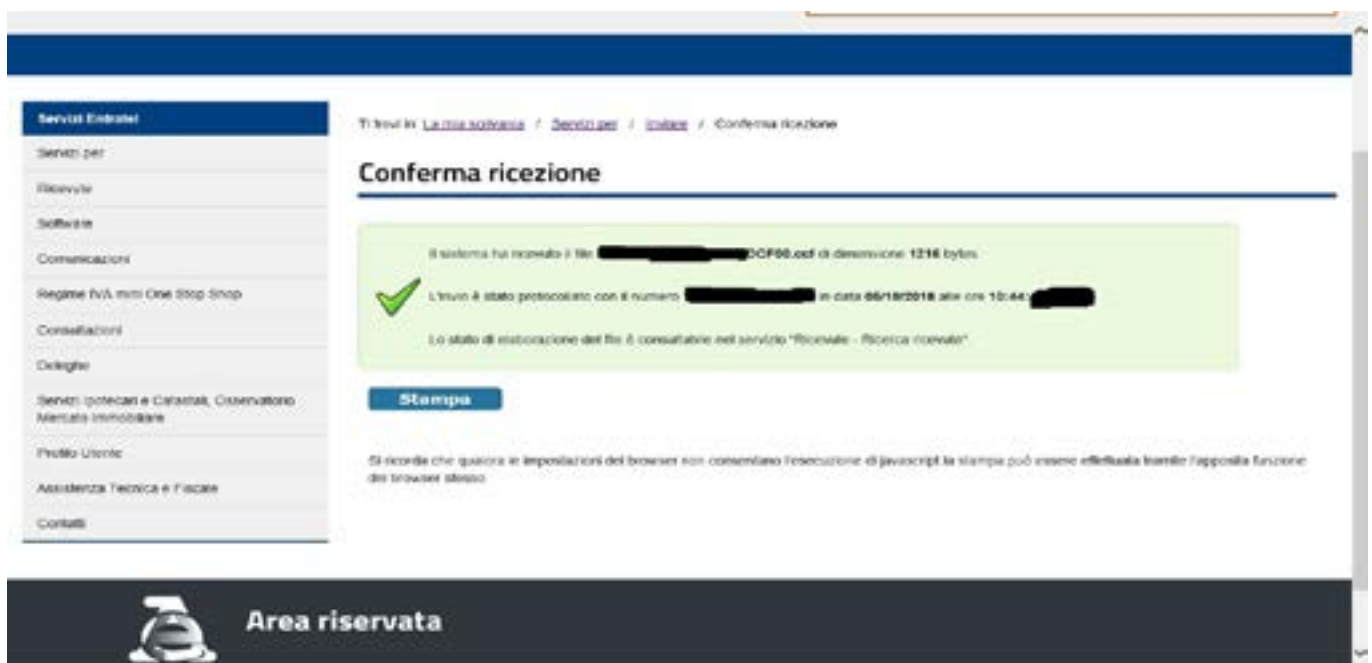 Servizi Entratel
Servizi per
Ricevute
Software
Comunicazioni
Regime IVA mini One Stop Shop
Consultazioni
Deleghe
Servizi Ipotecari e Catastali, Osservatorio
Mercato Immobiliare
Profilo Utente
Assistenza Tecnica e Fiscale
Contatti
Ti trovi in: La mia scrivania / Servizi per / Inviare / Conferma ricezione
Conferma ricezione
Il sistema ha ricevuto il file DCF00.ccf di dimensione 1216 bytes.
L'invio è stato protocollato con il numero in data 05/10/2018 alle ore 10:44:
Lo stato di elaborazione del file è consultabile nel servizio "Ricevute - Ricerca ricevute".
Stampa
Si ricorda che qualora le impostazioni del browser non consentano l'esecuzione di javascript la stampa può essere effettuata tramite l'apposita funzione
del browser stesso
Area riservata